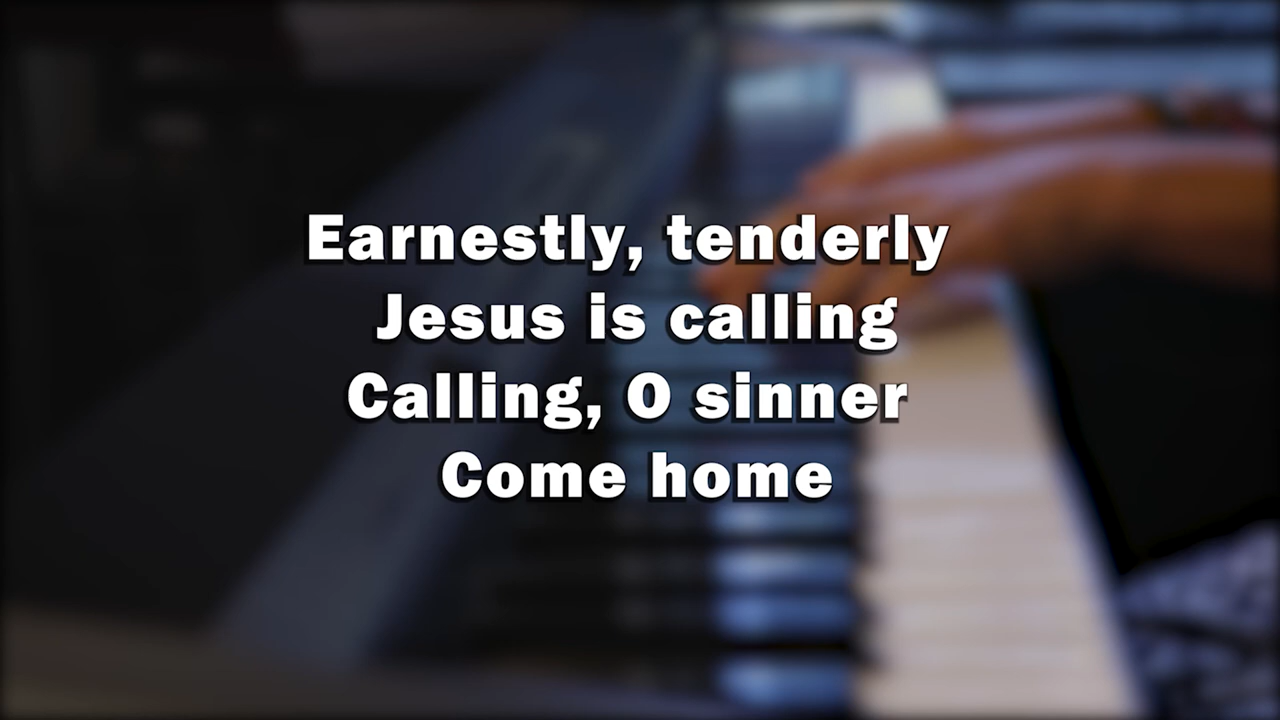 Earnestly, tenderly
Jesus is calling
Calling, O sinner
Come home